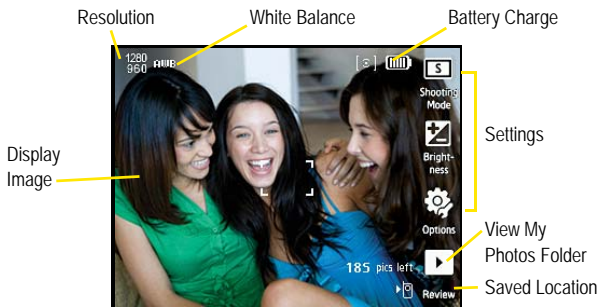 Resolution
White Balance
Battery Charge
1280
960
AWB
S
Shooting
Mode
Settings
Bright-
ness
Display
Image
Options
View My
Photos Folder
185 pics left
Saved Location
Review